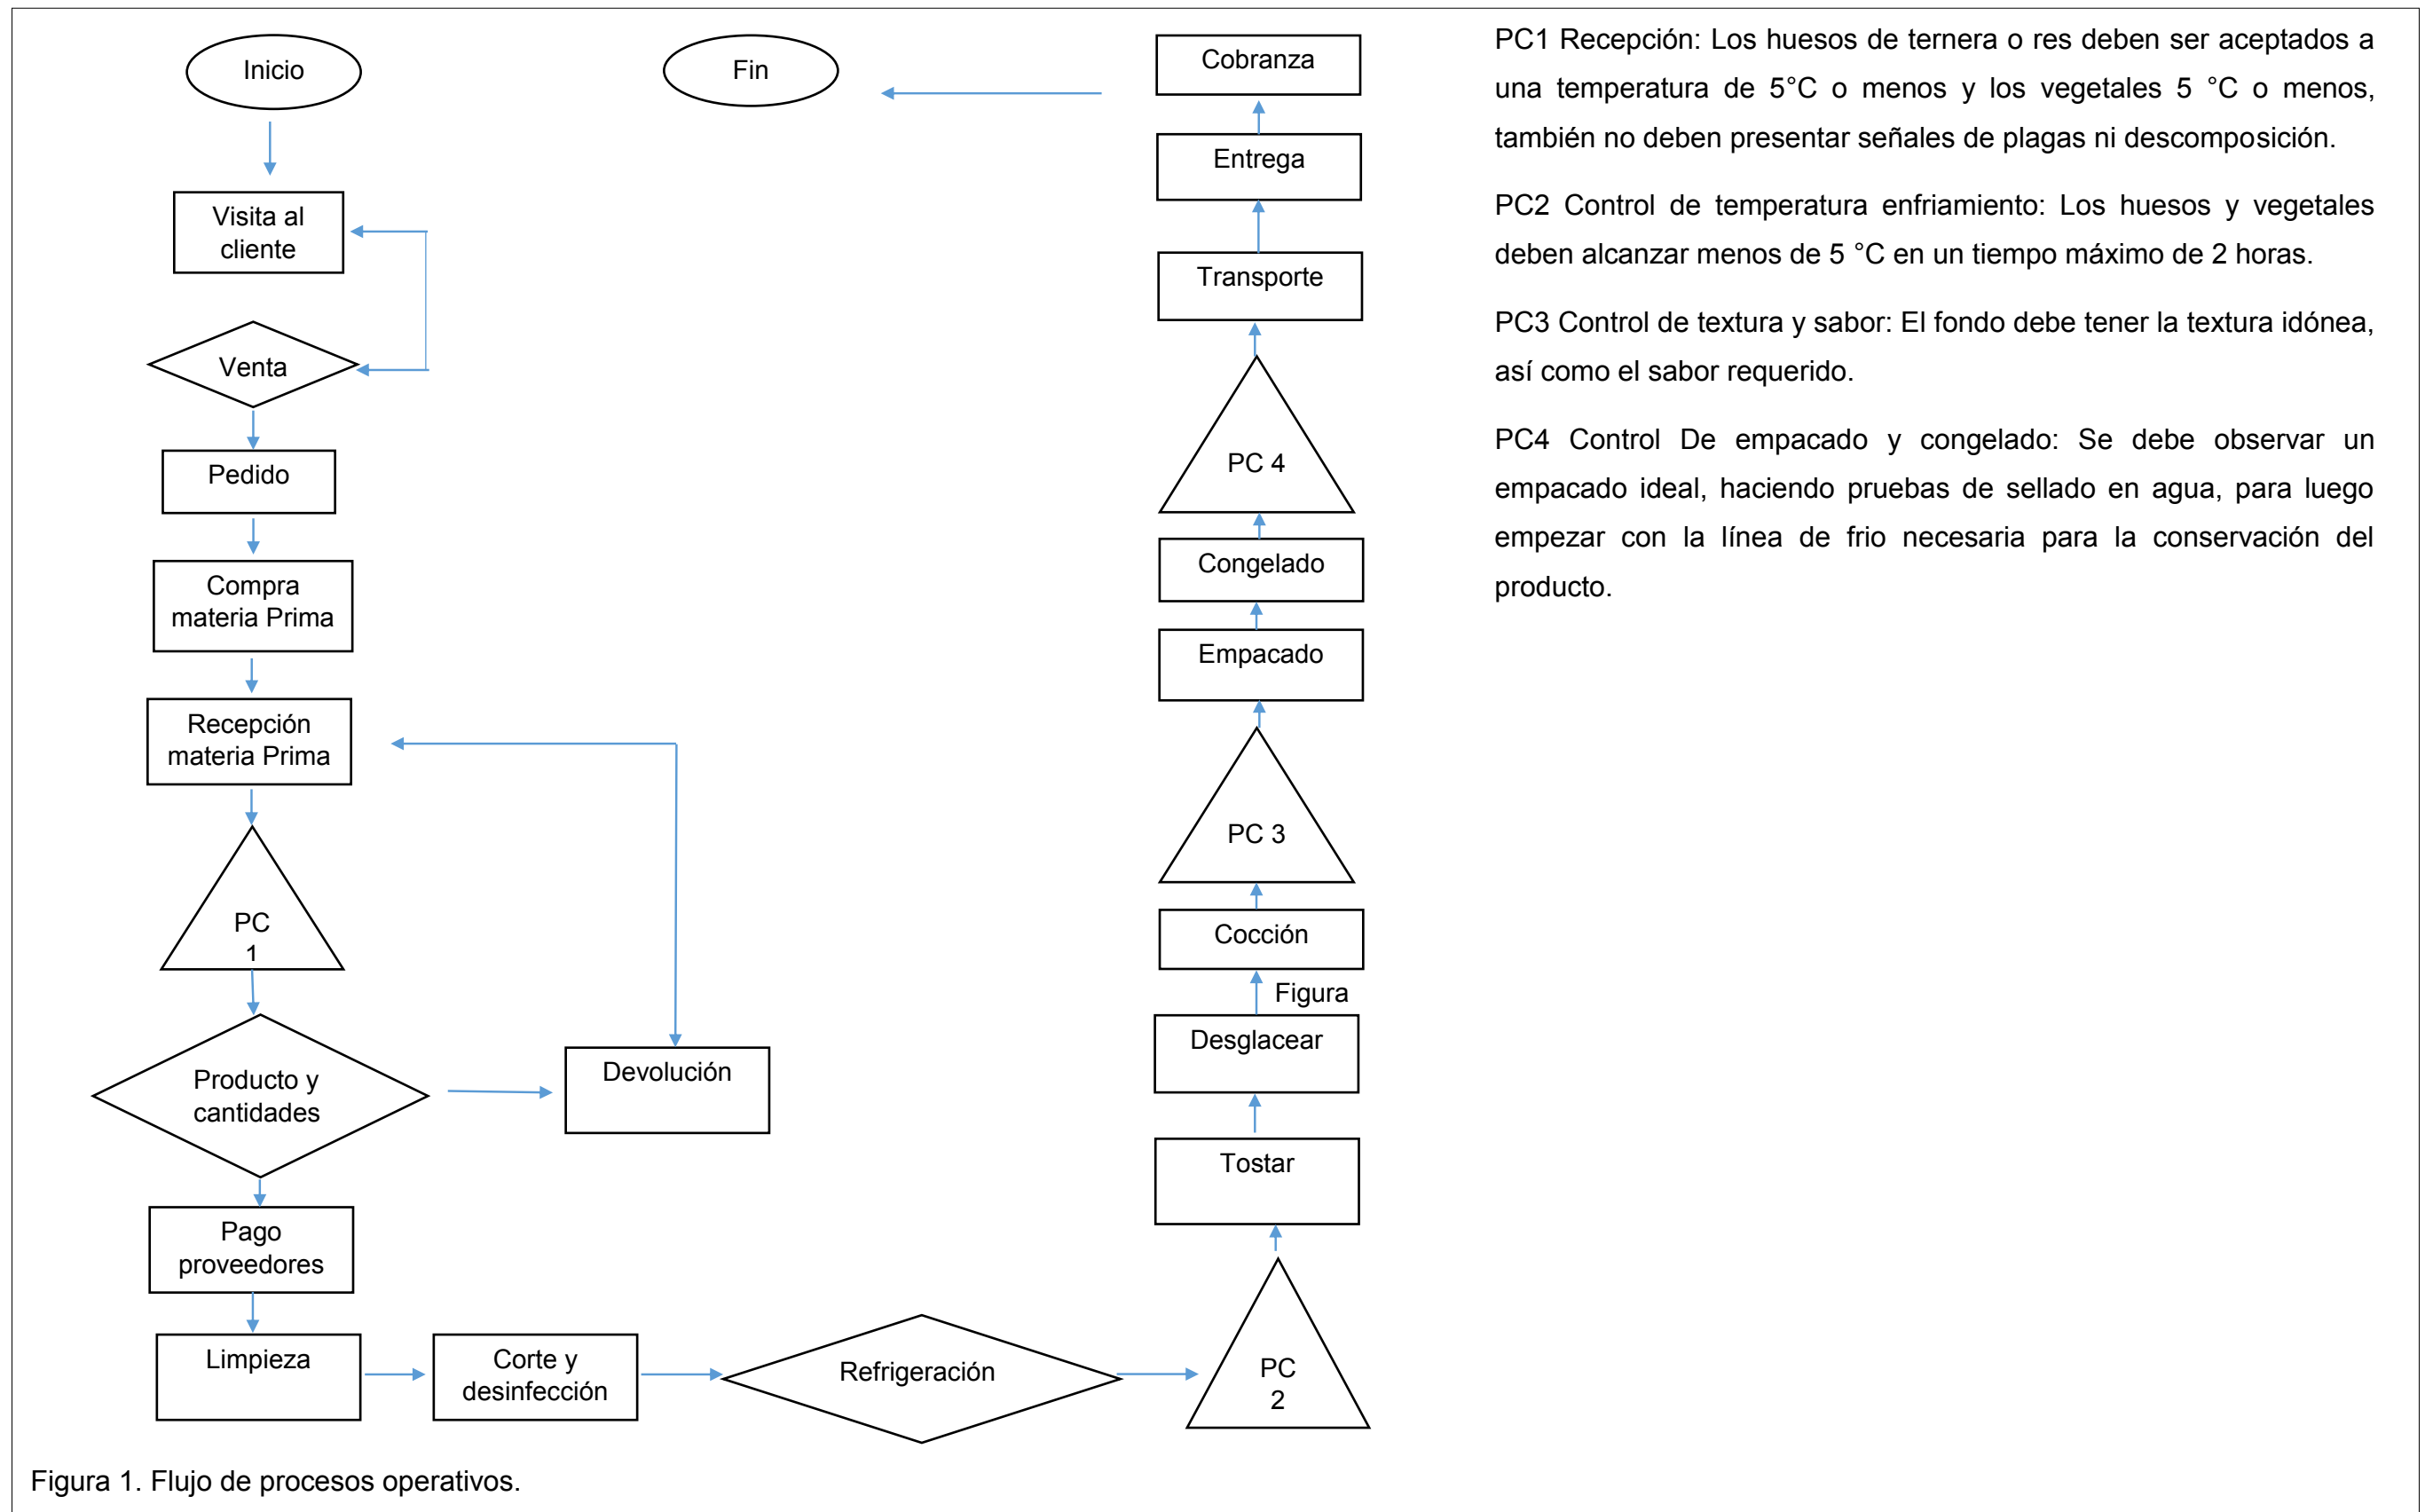 Inicio
Visita al
cliente
Venta
Pedido
Compra
materia Prima
Recepción
materia Prima
PC
1
Producto y
cantidades
Devolución
Pago
proveedores
Limpieza
Corte y
desinfección
Refrigeración
PC
2
Tostar
Desglacear
Figura
Cocción
PC 3
Empacado
Congelado
PC 4
Transporte
Entrega
Cobranza
Fin
PC1 Recepción: Los huesos de ternera o res deben ser aceptados a
una temperatura de 5°C o menos y los vegetales 5 °C o menos,
también no deben presentar señales de plagas ni descomposición.
PC2 Control de temperatura enfriamiento: Los huesos y vegetales
deben alcanzar menos de 5 °C en un tiempo máximo de 2 horas.
PC3 Control de textura y sabor: El fondo debe tener la textura idónea,
así como el sabor requerido.
PC4 Control De empacado y congelado: Se debe observar un
empacado ideal, haciendo pruebas de sellado en agua, para luego
empezar con la línea de frio necesaria para la conservación del
producto.
Figura 1. Flujo de procesos operativos.